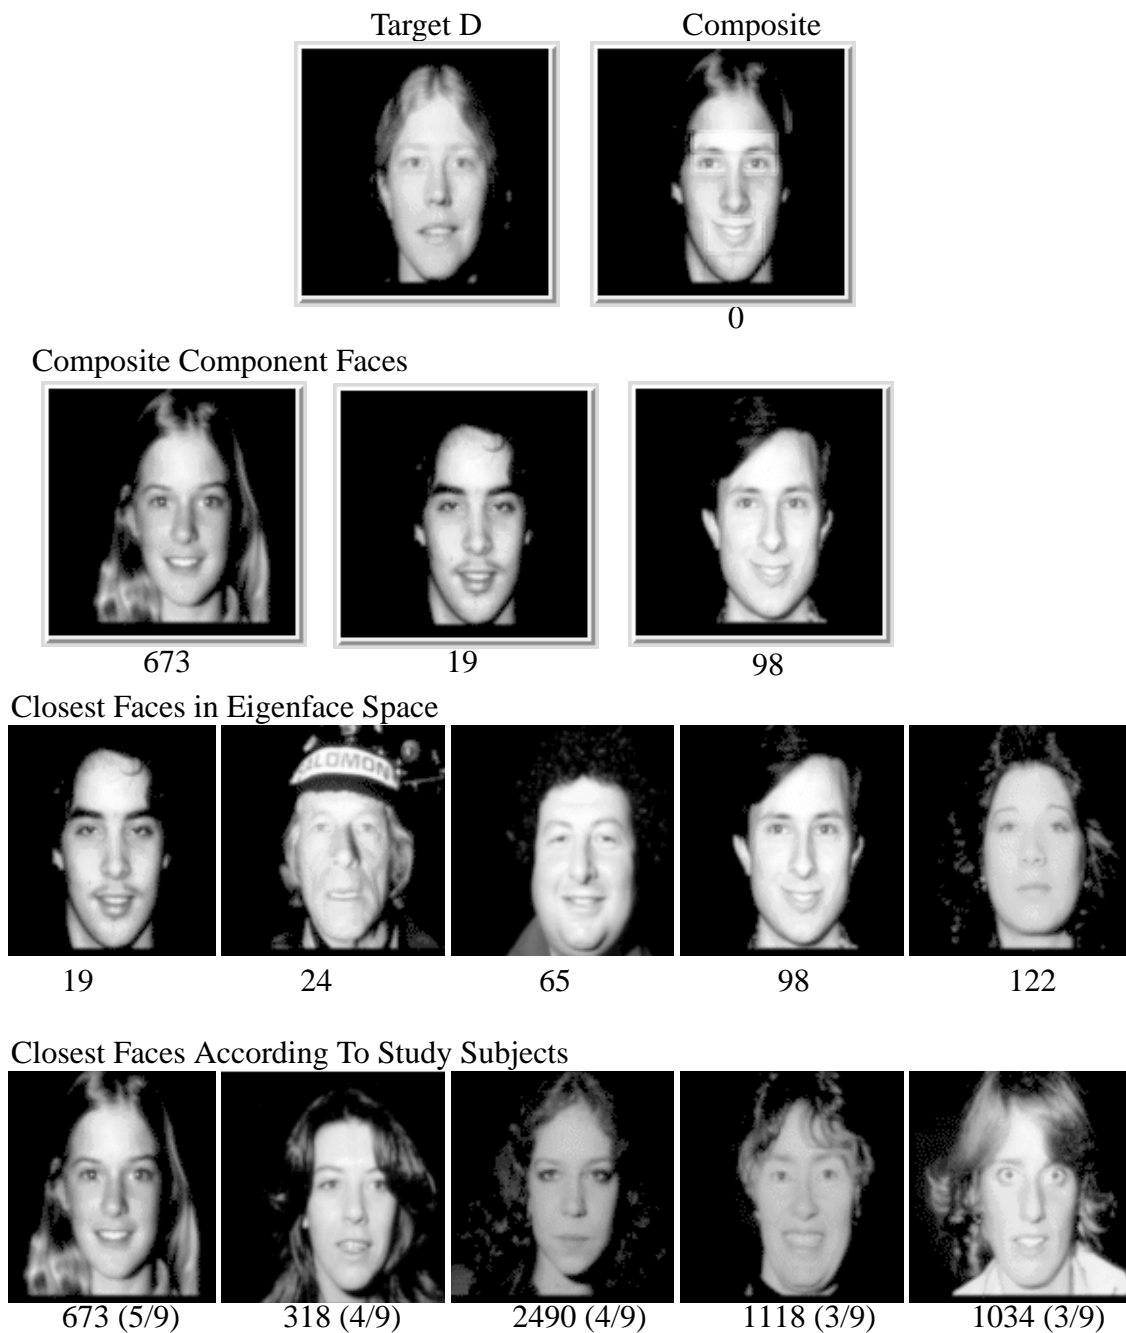 Target D
Composite
0
Composite Component Faces
673
19
98
Closest Faces in Eigenface Space
19
24
65
98
122
Closest Faces According To Study Subjects
673 (5/9)
318 (4/9)
2490 (4/9)
1118 (3/9)
1034 (3/9)